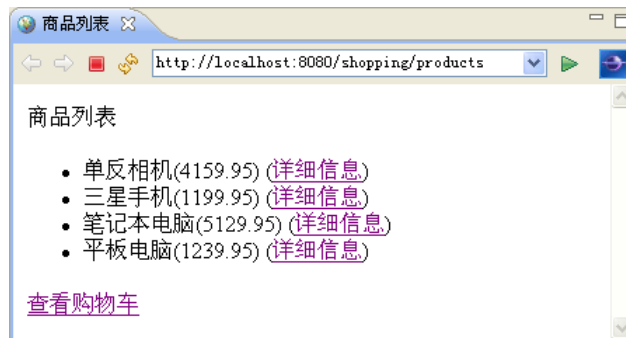 商品列表
http://localhost:8080/shopping/products
商品列表
单反相机(4159.95) (详细信息)
三星手机(1199.95) (详细信息)
笔记本电脑(5129.95) (详细信息)
平板电脑(1239.95) (详细信息)
查看购物车